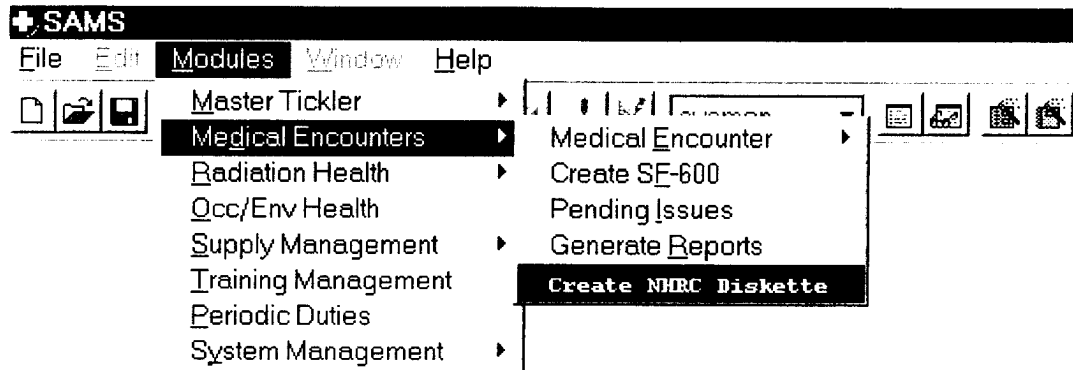 SAMS
File Edit Modules Window Help
Master Tickler
Medical Encounters
Radiation Health
Occ/Env Health
Supply Management
Training Management
Periodic Duties
System Management
Medical Encounter
Create SF-600
Pending Issues
Generate Reports
Create NHRC Diskette